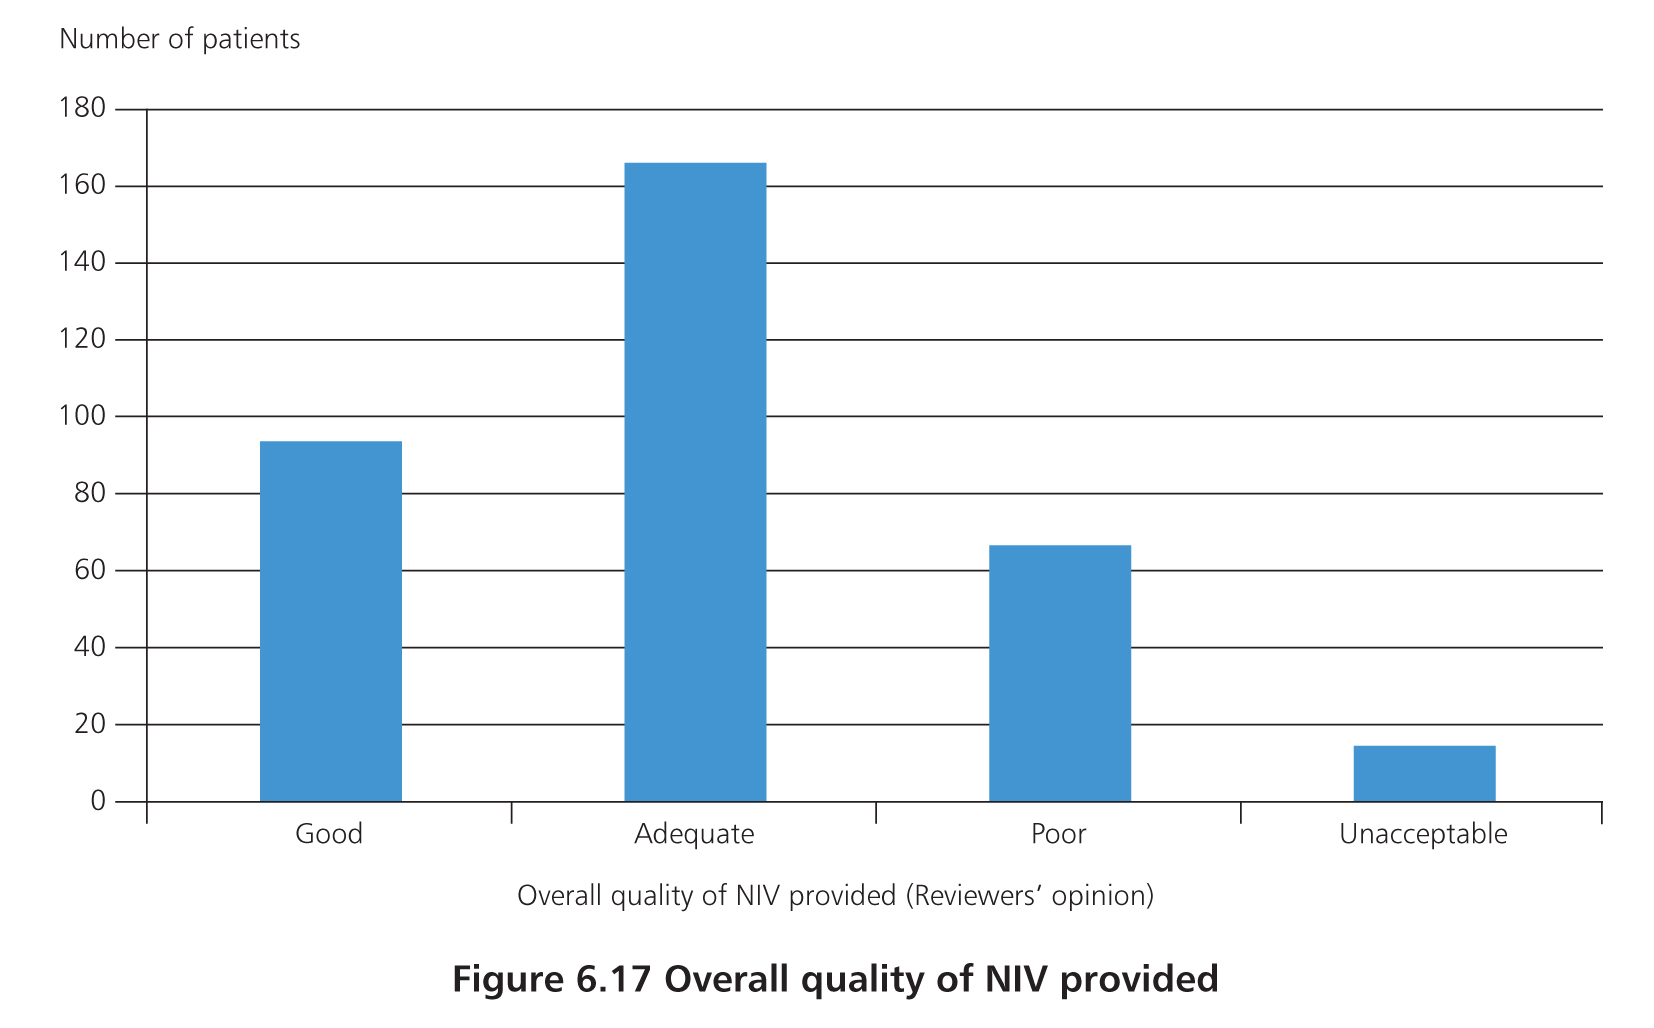 Number of patients
180
160
140
120
100
80
60
40
20
0
Good Adequate Poor Unacceptable
Overall quality of NIV provided (Reviewers’ opinion)
Figure 6.17 Overall quality of NIV provided